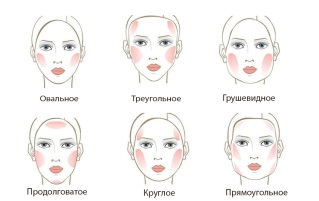 Овальное
Треугольное
Грушевидное
Продолговатое
Круглое
Прямоугольное